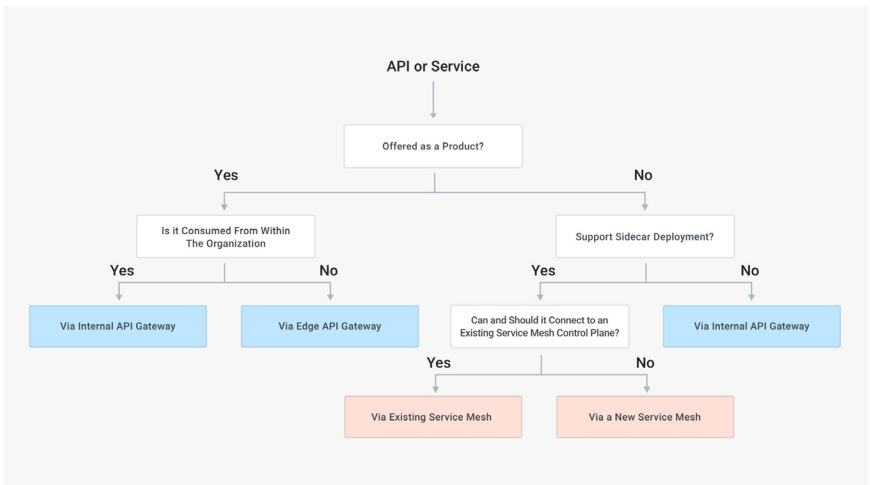 API or Service
Offered as a Product?
Yes
No
Is it Consumed From Within
The Organization
Support Sidecar Deployment?
Yes
No
Yes
No
Via Internal API Gateway
Via Edge API Gateway
Can and Should it Connect to an
Existing Service Mesh Control Plane?
Via Internal API Gateway
Yes
No
Via Existing Service Mesh
Via a New Service Mesh